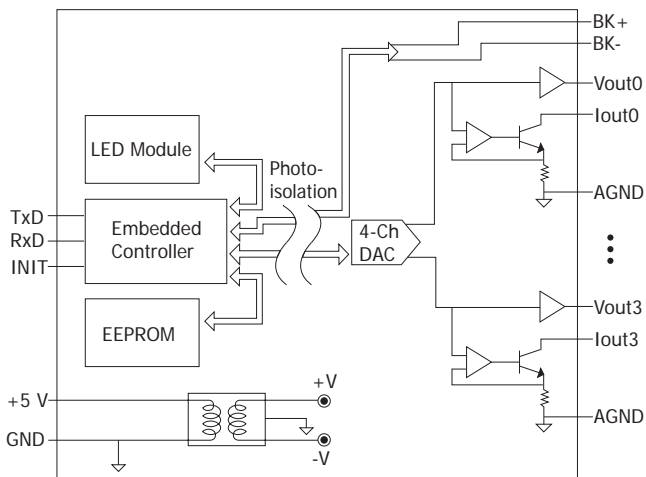 BK+
BK-
Vout0
Iout0
LED Module
Photo-
isolation
TxD
RxD
INIT
Embedded
Controller
AGND
4-Ch
DAC
EEPROM
Vout3
Iout3
+5 V
GND
+V
-V
AGND